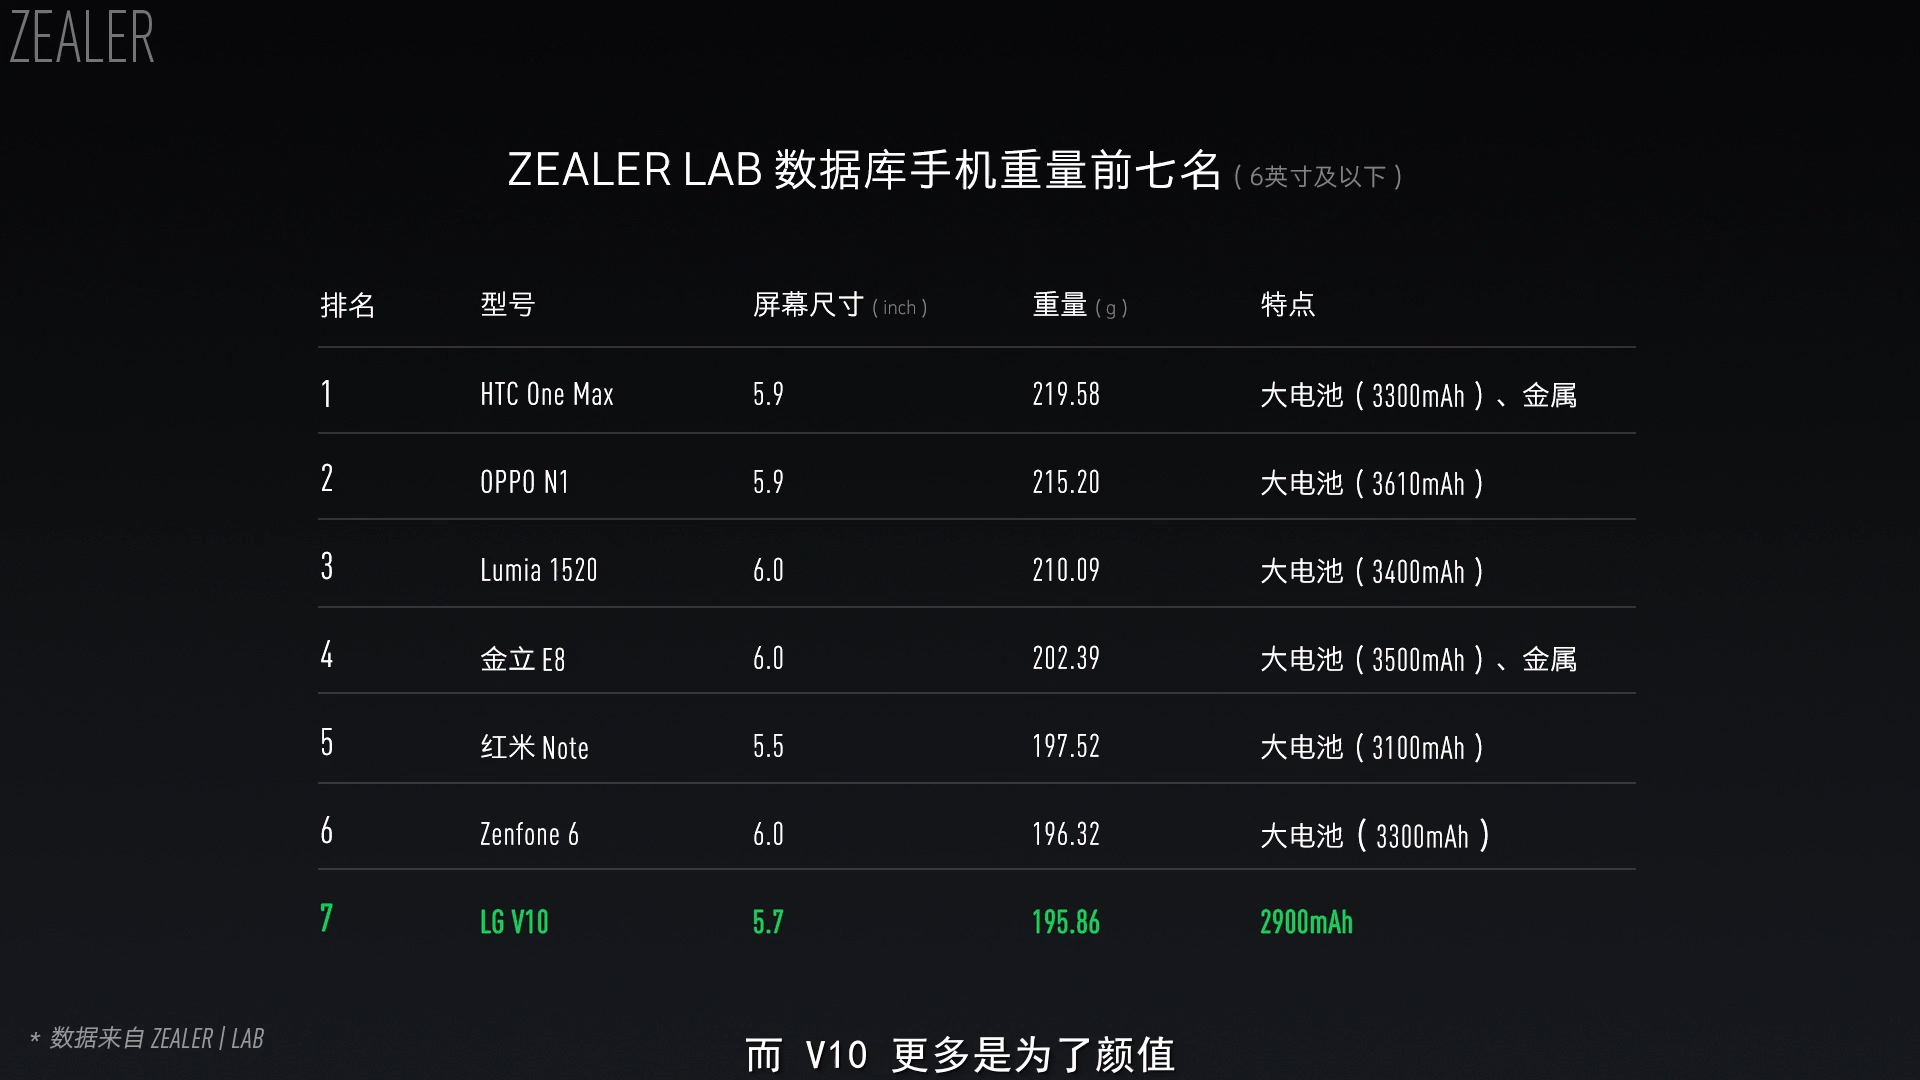 ZEALER
ZEALER LAB 数据库手机重量前七名 ( 6英寸及以下 )
排名 型号 屏幕尺寸 ( inch ) 重量 ( g ) 特点
1 HTC One Max 5.9 219.58 大电池 ( 3300mAh ) 、金属
2 OPPO N1 5.9 215.20 大电池 ( 3610mAh )
3 Lumia 1520 6.0 210.09 大电池 ( 3400mAh )
4 金立 E8 6.0 202.39 大电池 ( 3500mAh ) 、金属
5 红米 Note 5.5 197.52 大电池 ( 3100mAh )
6 Zenfone 6 6.0 196.32 大电池 ( 3300mAh )
7 LG V10 5.7 195.86 2900mAh
* 数据来自 ZEALER | LAB
而 V10 更多是为了颜值